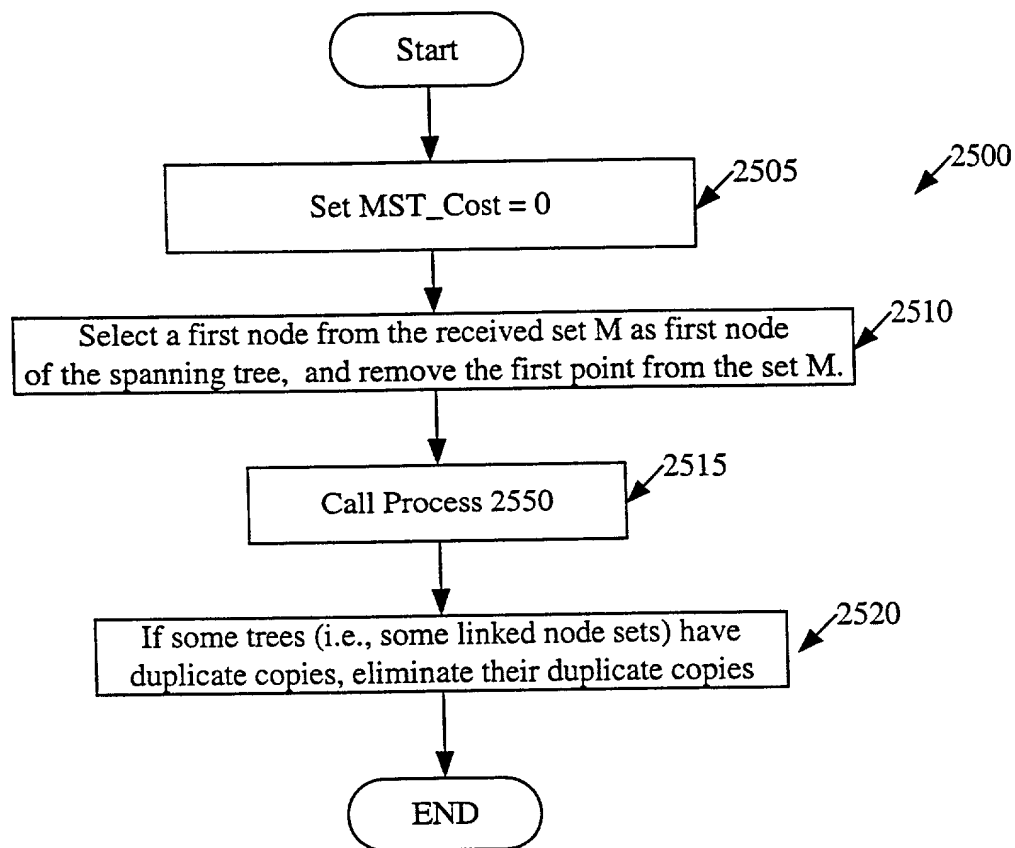 Start
2500
Set MST_Cost = 0
2505
Select a first node from the received set M as first node
of the spanning tree, and remove the first point from the set M.
2510
Call Process 2550
2515
If some trees (i.e., some linked node sets) have
duplicate copies, eliminate their duplicate copies
2520
END